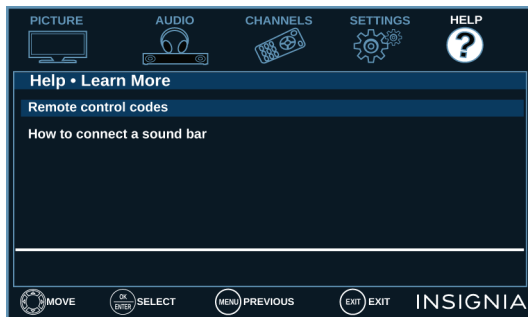 PICTURE AUDIO CHANNELS SETTINGS HELP
?
Help • Learn More
Remote control codes
How to connect a sound bar
MOVE OK ENTER SELECT MENU PREVIOUS EXIT EXIT INSIGNIA